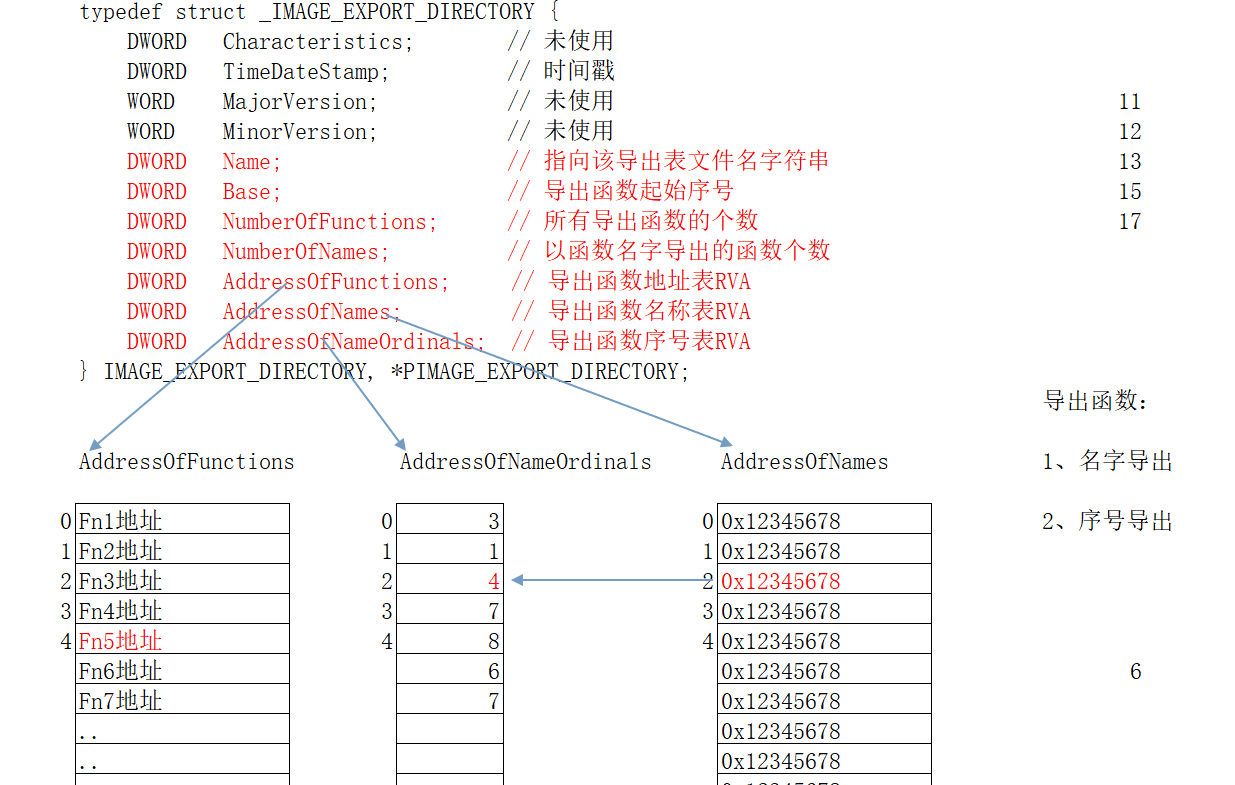 typedef struct _IMAGE_EXPORT_DIRECTORY {
DWORD Characteristics; // 未使用
DWORD TimeDateStamp; // 时间戳
WORD MajorVersion; // 未使用 11
WORD MinorVersion; // 未使用 12
DWORD Name; // 指向该导出表文件名字符串 13
DWORD Base; // 导出函数起始序号 15
DWORD NumberOfFunctions; // 所有导出函数的个数 17
DWORD NumberOfNames; // 以函数名字导出的函数个数
DWORD AddressOfFunctions; // 导出函数地址表RVA
DWORD AddressOfNames; // 导出函数名称表RVA
DWORD AddressOfNameOrdinals; // 导出函数序号表RVA
} IMAGE_EXPORT_DIRECTORY, *PIMAGE_EXPORT_DIRECTORY;
导出函数：
AddressOfFunctions AddressOfNameOrdinals AddressOfNames 1、名字导出
0 Fn1地址 0 3 0 0x12345678 2、序号导出
1 Fn2地址 1 1 1 0x12345678
2 Fn3地址 2 4 2 0x12345678
3 Fn4地址 3 7 3 0x12345678
4 Fn5地址 4 8 4 0x12345678
Fn6地址 6 0x12345678 6
Fn7地址 7 0x12345678
.. 0x12345678
.. 0x12345678